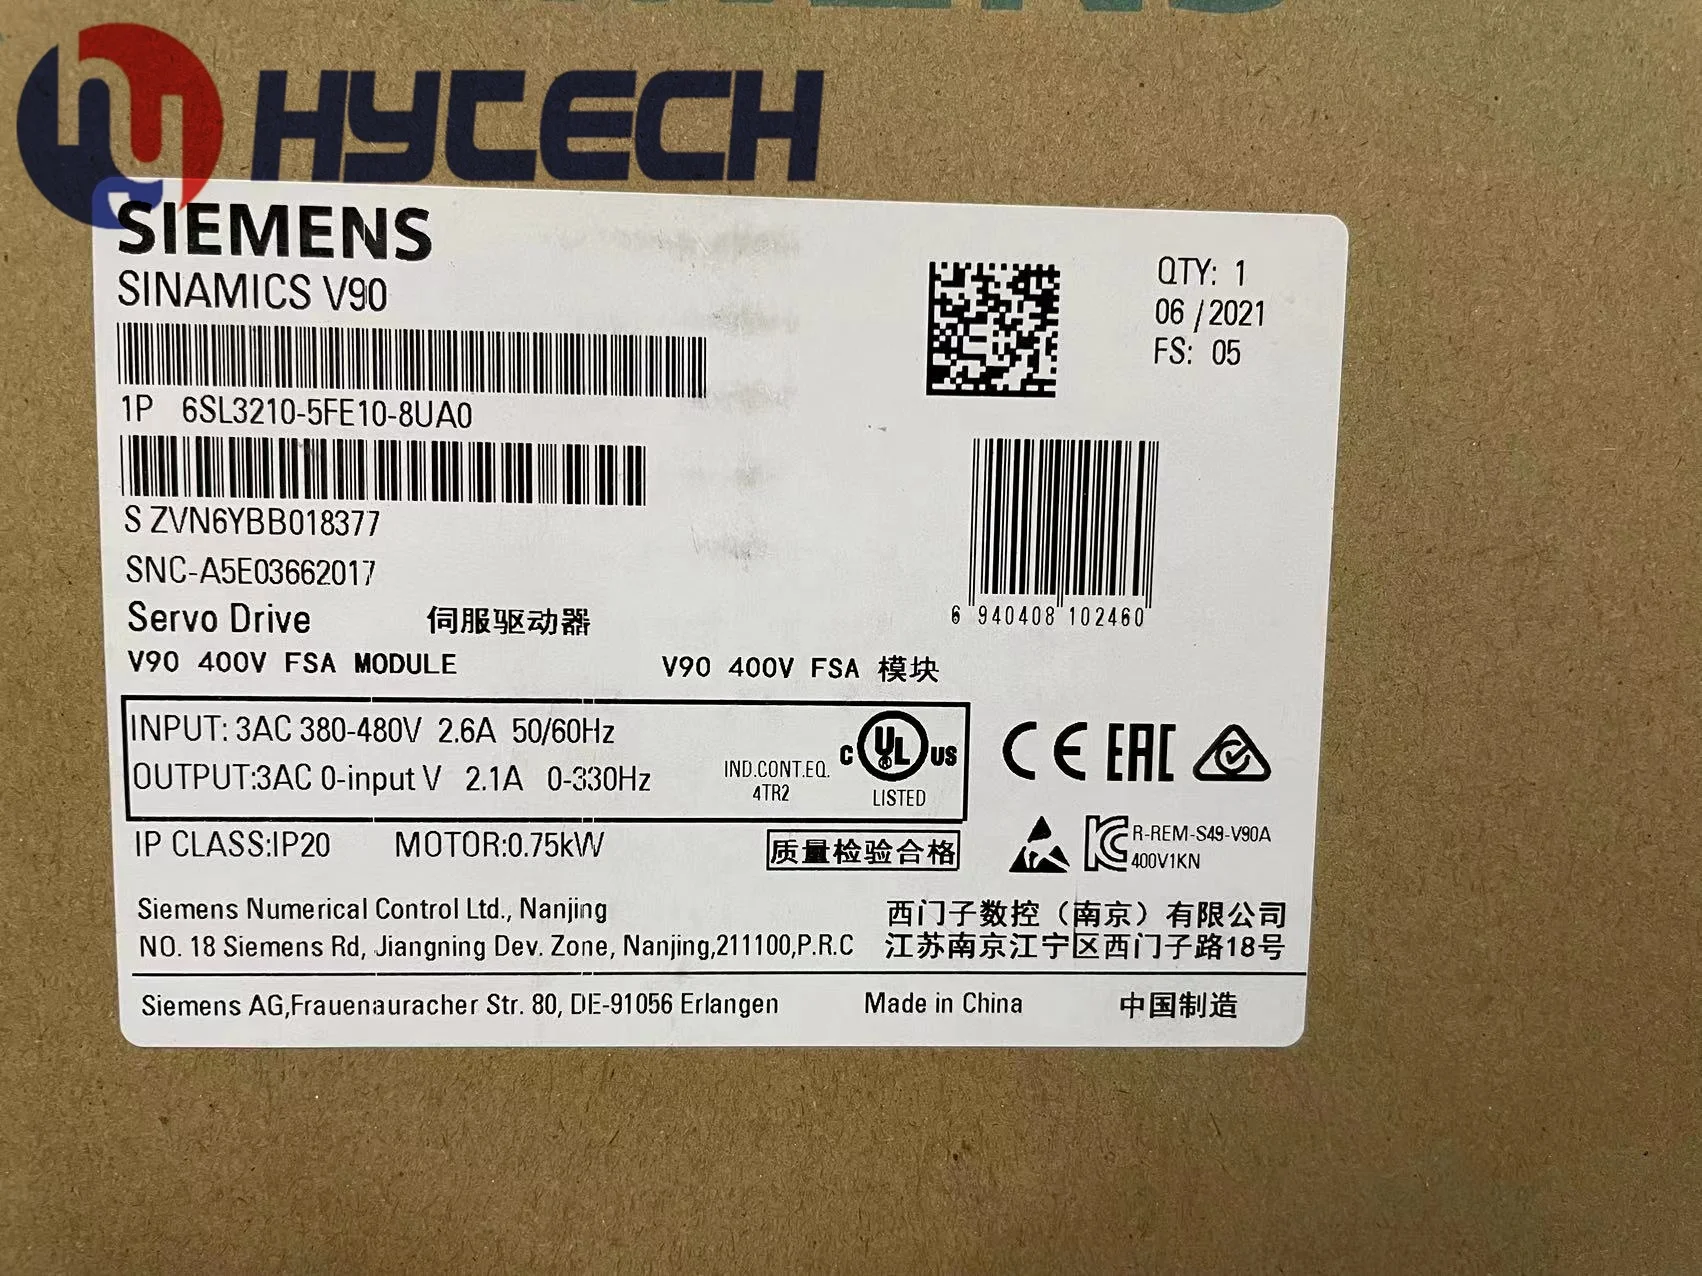 HYTECH
SIEMENS
SINAMICS V90
QTY: 1
06 / 2021
FS: 05
1P 6SL3210-5FE10-8UA0
S ZVN6YBB018377
SNC-A5E03662017
6 940408 102460
Servo Drive 伺服驱动器
V90 400V FSA MODULE V90 400V FSA 模块
INPUT: 3AC 380-480V 2.6A 50/60Hz
OUTPUT:3AC 0-input V 2.1A 0-330Hz
IND.CONT.EQ.
4TR2
C UL US
LISTED
CE EAC
IP CLASS:IP20 MOTOR:0.75kW
质量检验合格
R-REM-S49-V90A
400V1KN
Siemens Numerical Control Ltd., Nanjing 西门子数控（南京）有限公司
NO. 18 Siemens Rd, Jiangning Dev. Zone, Nanjing,211100,P.R.C 江苏南京江宁区西门子路18号
Siemens AG,Frauenauracher Str. 80, DE-91056 Erlangen Made in China 中国制造